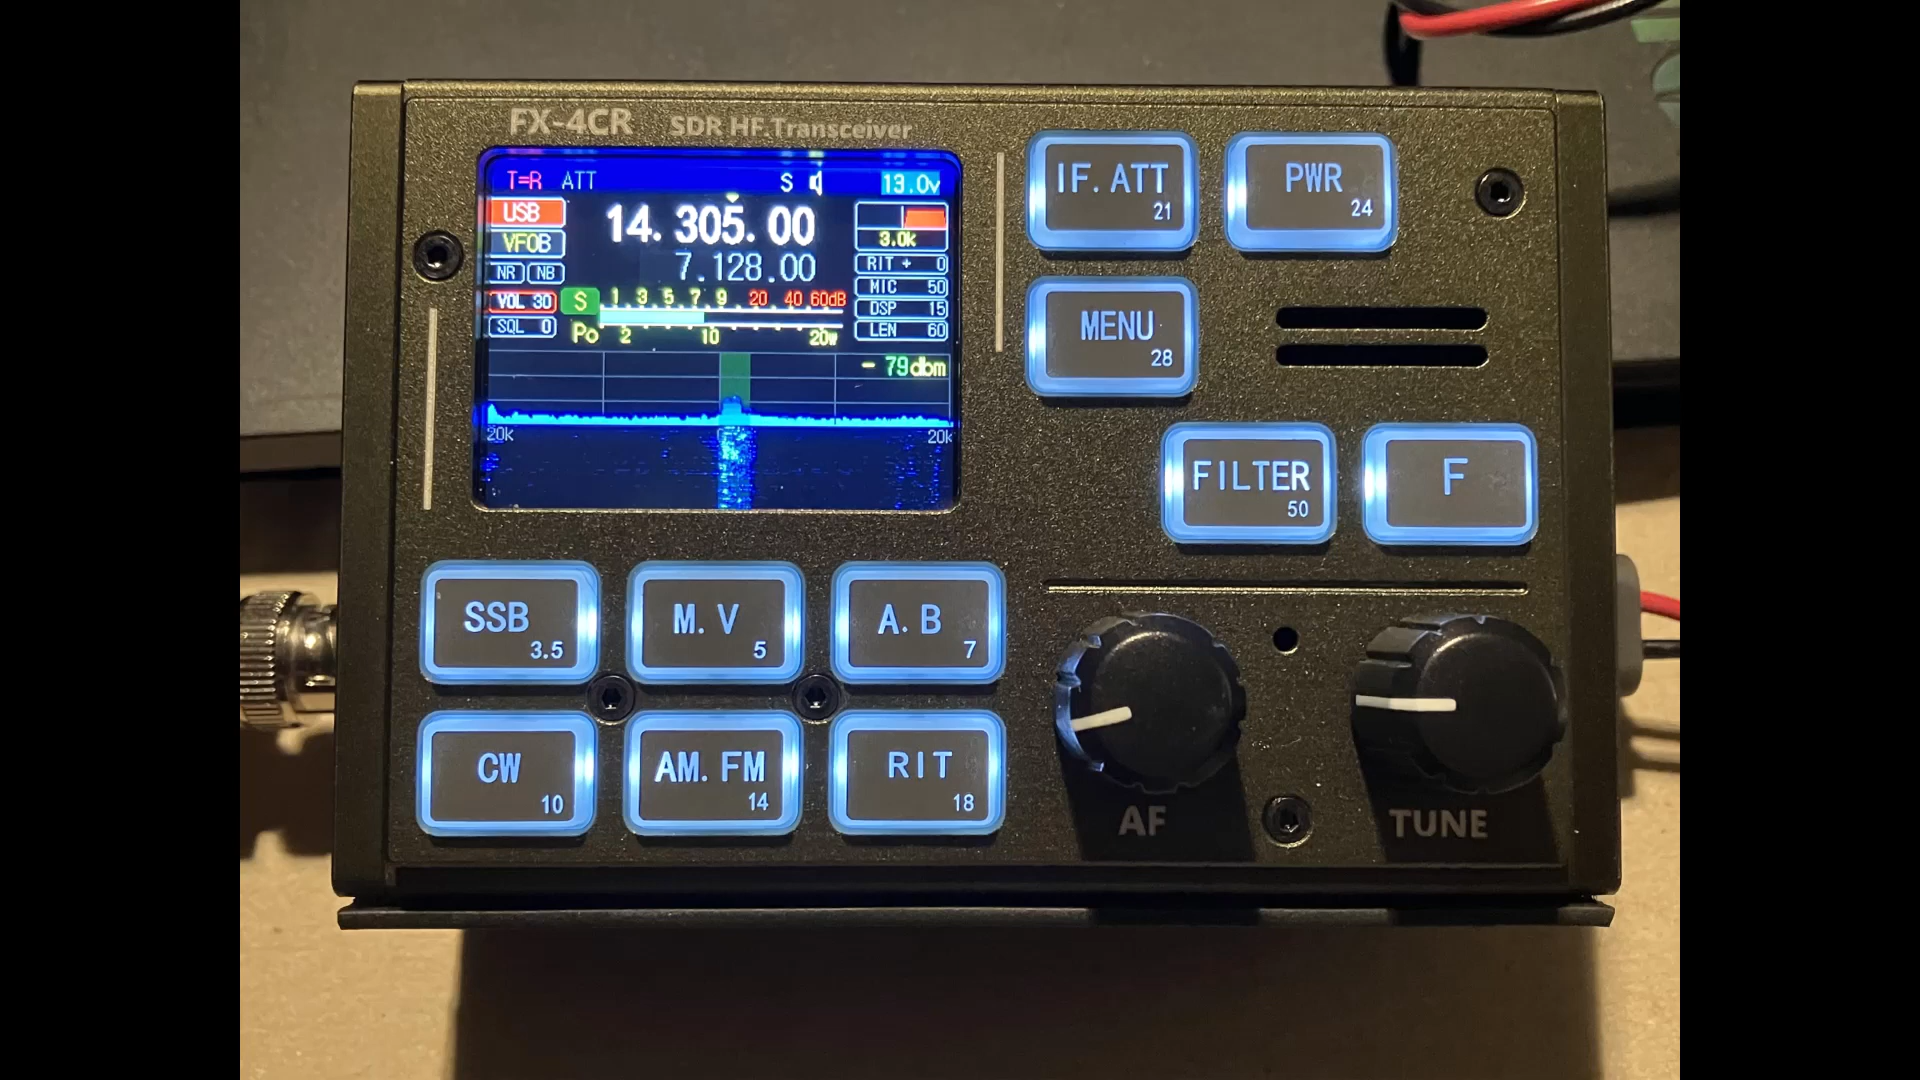 FX-4CR SDR HF.Transceiver
T=R ATT S 13.0v
USB 14.305.00
VFOB 7.128.00 3.0k
NR NB RIT + 0
VOL 30 S 1 3 5 7 9 20 40 60dB MIC 50
SQL 0 Po 2 10 20w DSP 15
LEN 60
- 79dbm
20k 20k
IF. ATT 21
PWR 24
MENU 28
FILTER 50
F
SSB 3.5
M. V 5
A. B 7
CW 10
AM. FM 14
RIT 18
AF TUNE